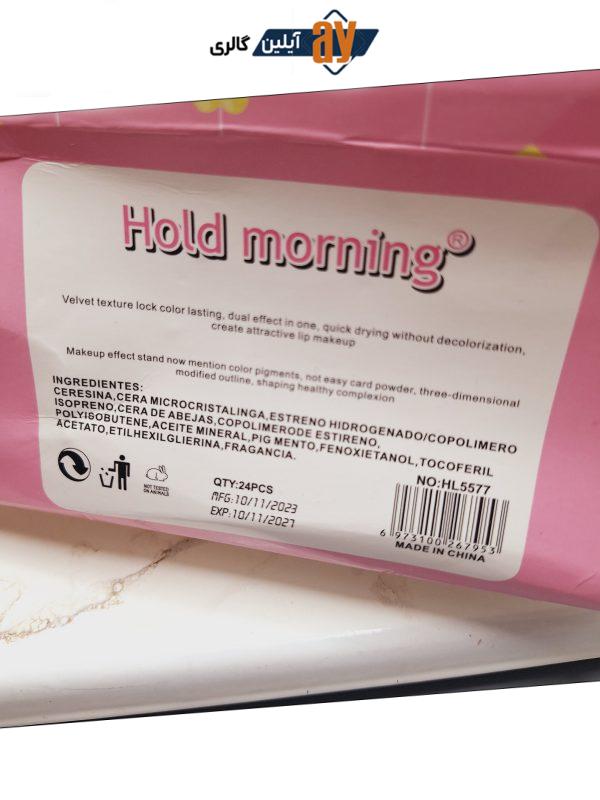 آیلین گالری
ay
Hold morning®
Velvet texture lock color lasting, dual effect in one, quick drying without decolorization,
create attractive lip makeup
Makeup effect stand now mention color pigments, not easy card powder, three-dimensional
modified outline, shaping healthy complexion
INGREDIENTES:
CERESINA,CERA MICROCRISTALINGA,ESTRENO HIDROGENADO/COPOLIMERO
ISOPRENO,CERA DE ABEJAS,COPOLIMERODE ESTIRENO,
POLYISOBUTENE,ACEITE MINERAL,PIG MENTO,FENOXIETANOL,TOCOFERIL
ACETATO,ETILHEXILGLIERINA,FRAGANCIA.
NOT TESTED
ON ANIMALS
QTY:24PCS
MFG:10/11/2023
EXP:10/11/2027
NO:HL5577
6 973100 267953
MADE IN CHINA